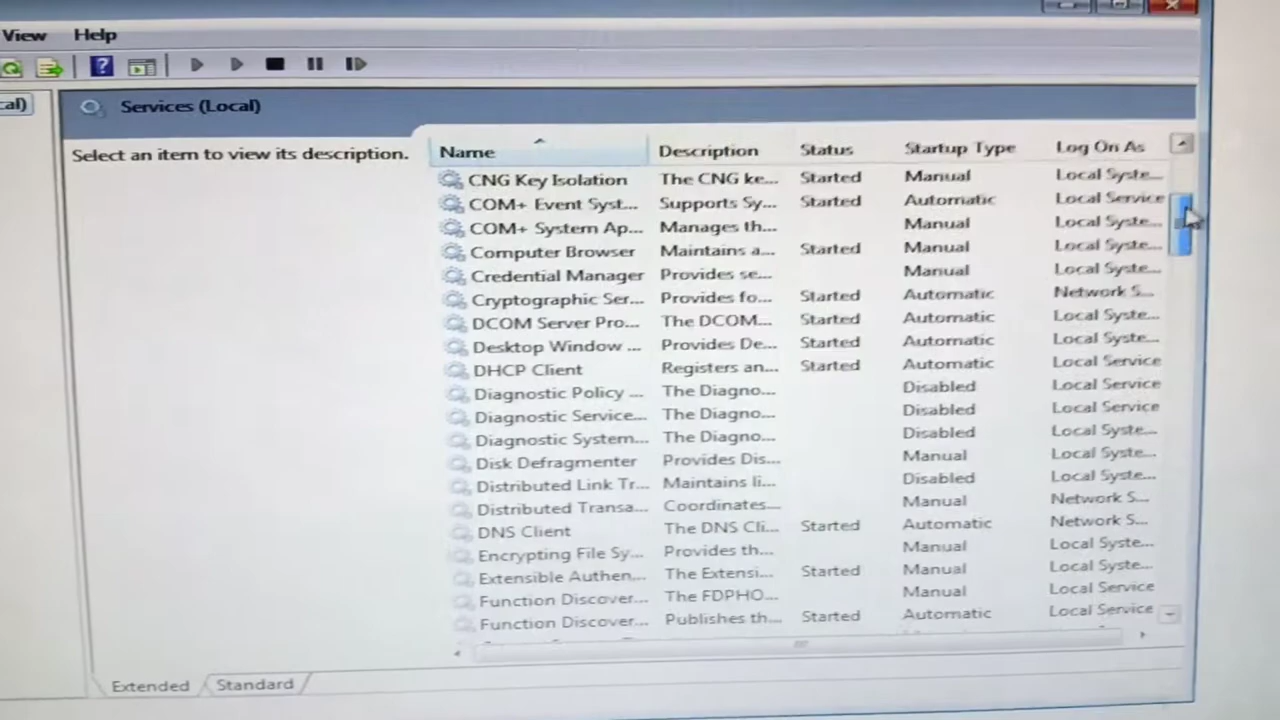 View Help
al)
Services (Local)
Select an item to view its description.
Name Description Status Startup Type Log On As
CNG Key Isolation The CNG ke... Started Manual Local Syste...
COM+ Event Syst... Supports Sy... Started Automatic Local Service
COM+ System Ap... Manages th... Manual Local Syste...
Computer Browser Maintains a... Started Manual Local Syste...
Credential Manager Provides se... Manual Local Syste...
Cryptographic Ser... Provides fo... Started Automatic Network S...
DCOM Server Pro... The DCOM... Started Automatic Local Syste...
Desktop Window ... Provides De... Started Automatic Local Syste...
DHCP Client Registers an... Started Automatic Local Service
Diagnostic Policy ... The Diagno... Disabled Local Service
Diagnostic Service... The Diagno... Disabled Local Service
Diagnostic System... The Diagno... Disabled Local Syste...
Disk Defragmenter Provides Dis... Manual Local Syste...
Distributed Link Tr... Maintains li... Disabled Local Syste...
Distributed Transa... Coordinates... Manual Network S...
DNS Client The DNS Cli... Started Automatic Network S...
Encrypting File Sy... Provides th... Manual Local Syste...
Extensible Authen... The Extensi... Started Manual Local Syste...
Function Discover... The FDPHO... Manual Local Service
Function Discover... Publishes th... Started Automatic Local Service
Extended Standard